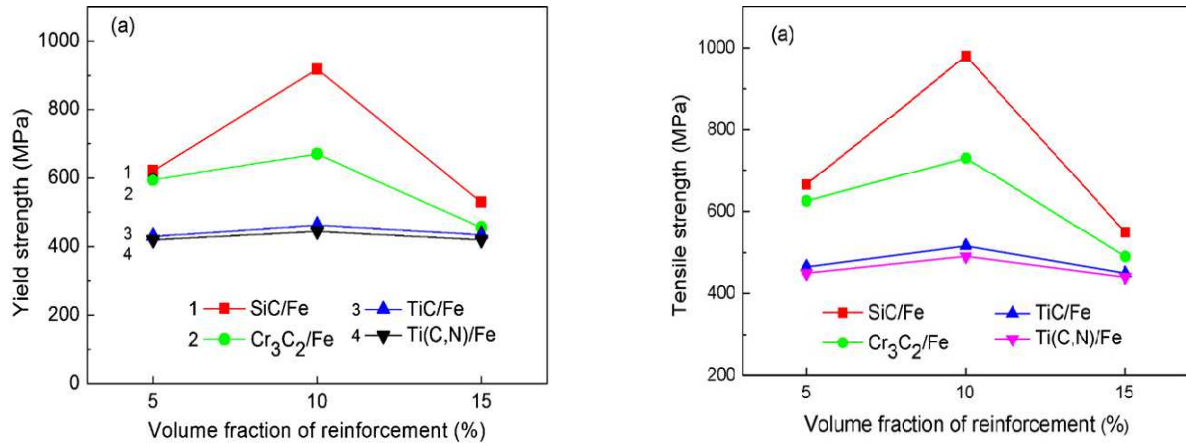 (a)
Yield strength (MPa)
1000
800
600
400
200
0
1
2
3
4
1 SiC/Fe
2 Cr₃C₂/Fe
3 TiC/Fe
4 Ti(C,N)/Fe
5 10 15
Volume fraction of reinforcement (%)
(a)
Tensile strength (MPa)
1000
800
600
400
200
SiC/Fe
Cr₃C₂/Fe
TiC/Fe
Ti(C,N)/Fe
5 10 15
Volume fraction of reinforcement (%)